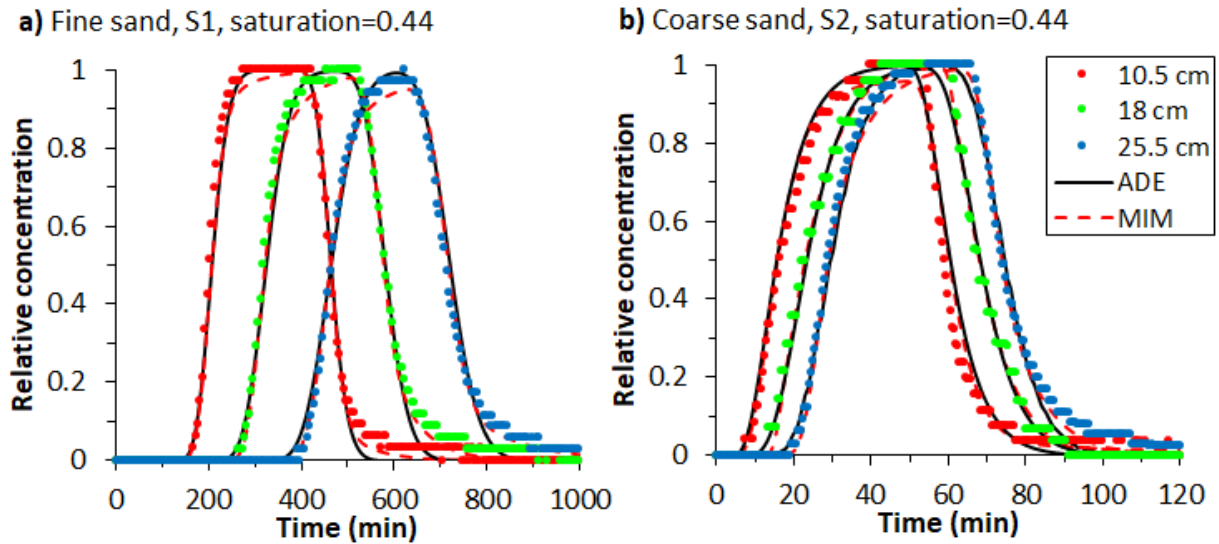 a) Fine sand, S1, saturation=0.44
1
0.8
0.6
0.4
0.2
0
0 200 400 600 800 1000
Relative concentration
Time (min)
b) Coarse sand, S2, saturation=0.44
1
0.8
0.6
0.4
0.2
0
0 20 40 60 80 100 120
Relative concentration
Time (min)
10.5 cm
18 cm
25.5 cm
ADE
MIM